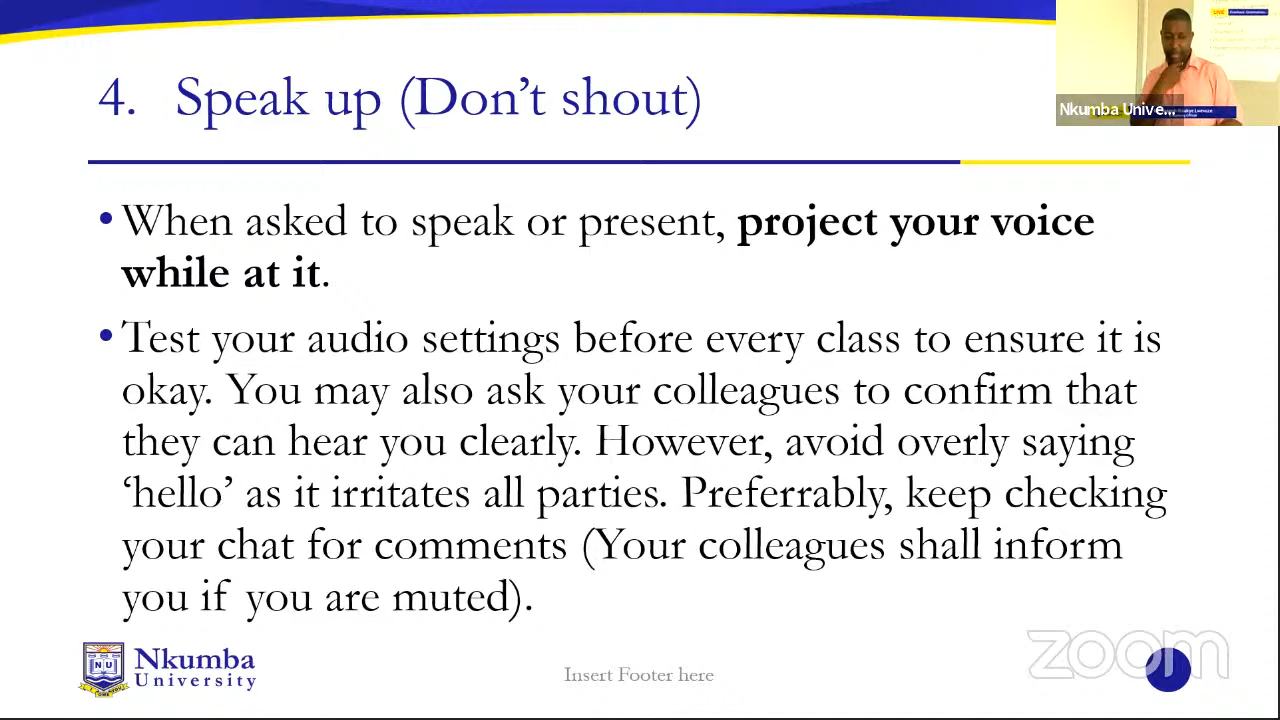 4. Speak up (Don't shout)
Nkumba Unive...
• When asked to speak or present, project your voice
while at it.
• Test your audio settings before every class to ensure it is
okay. You may also ask your colleagues to confirm that
they can hear you clearly. However, avoid overly saying
‘hello’ as it irritates all parties. Preferrably, keep checking
your chat for comments (Your colleagues shall inform
you if you are muted).
NU
Nkumba
University
Insert Footer here
zoom